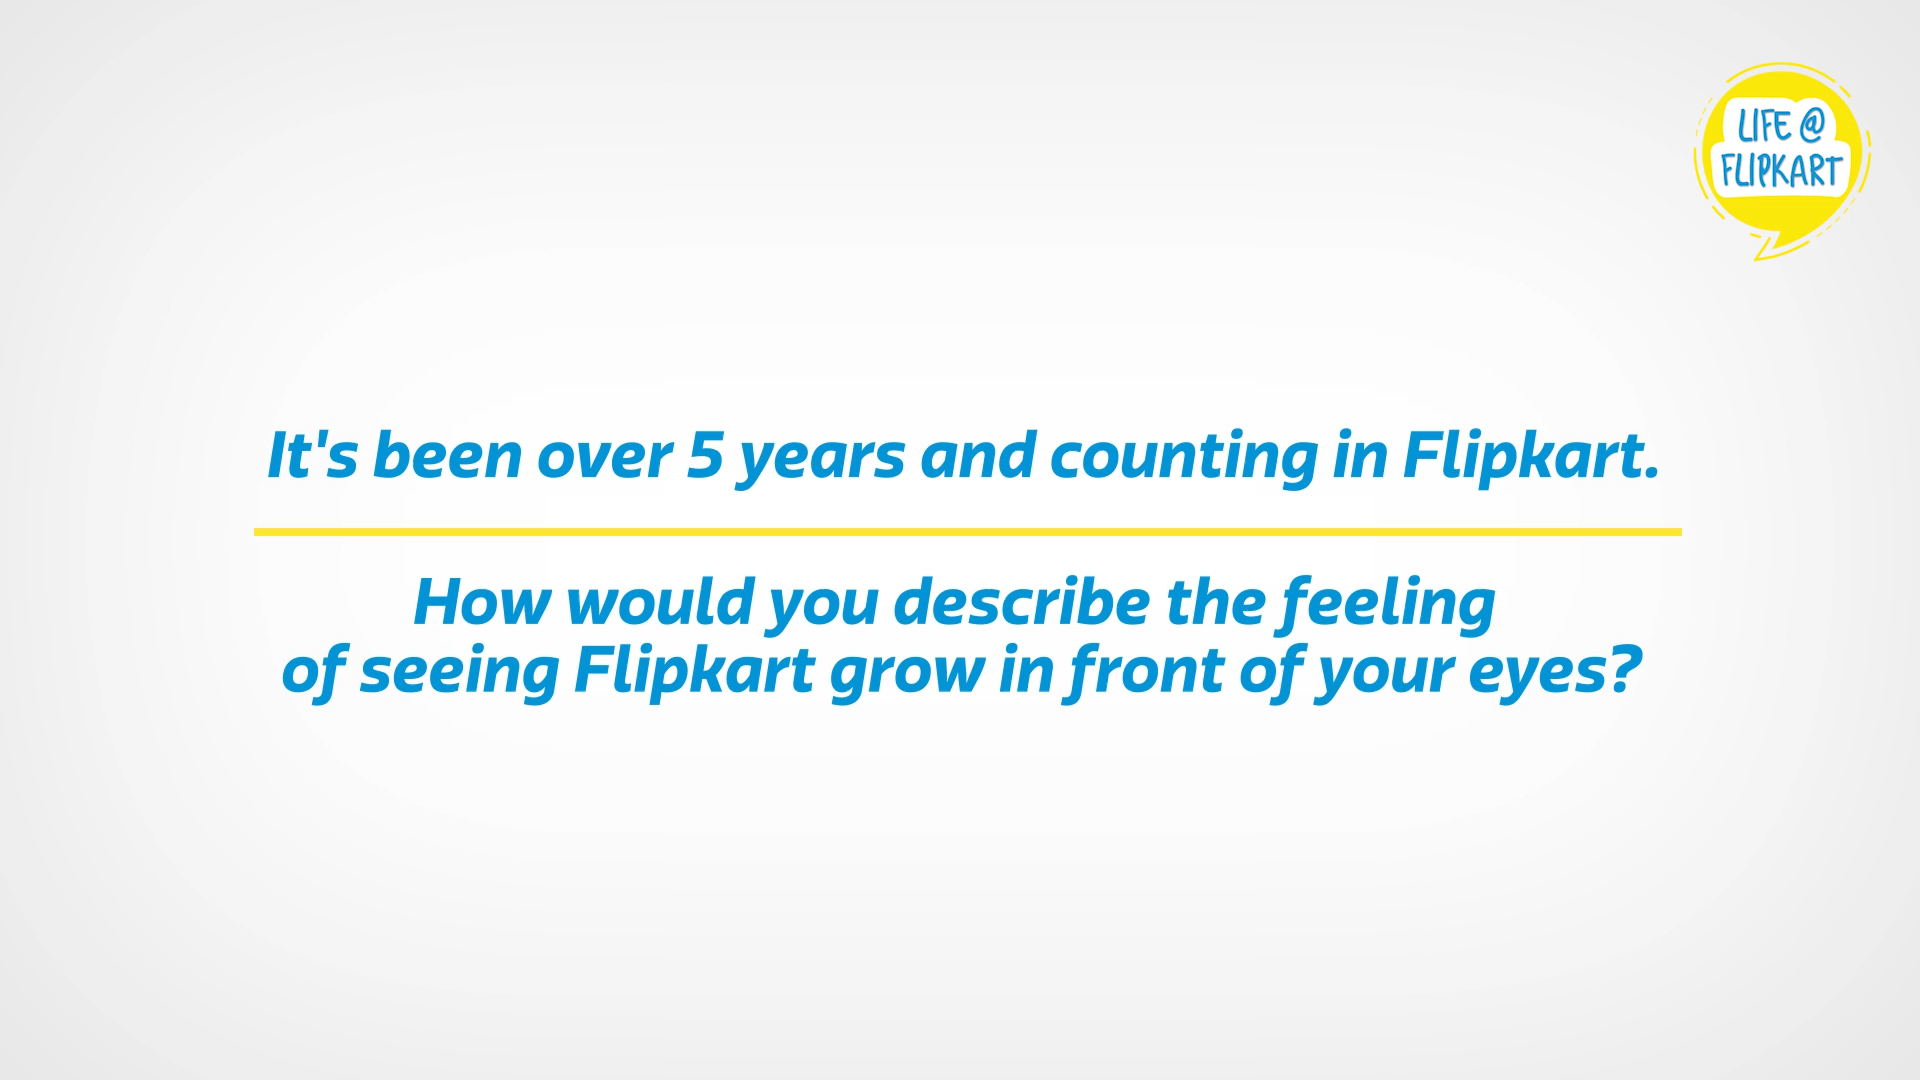 LIFE @
FLIPKART
It's been over 5 years and counting in Flipkart.
How would you describe the feeling
of seeing Flipkart grow in front of your eyes?